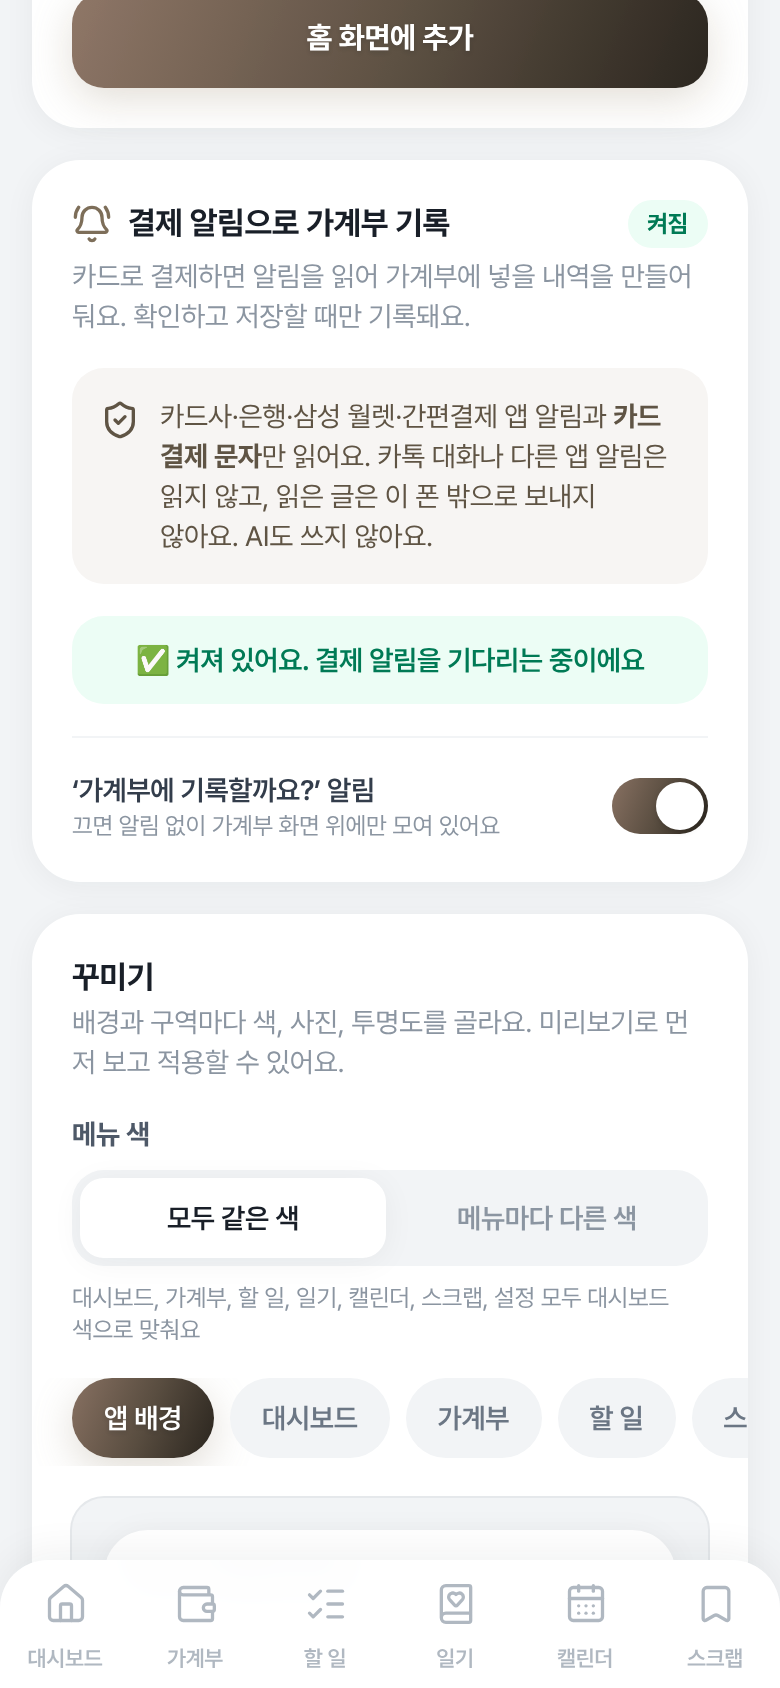 홈 화면에 추가
결제 알림으로 가계부 기록
켜짐
카드로 결제하면 알림을 읽어 가계부에 넣을 내역을 만들어
둬요. 확인하고 저장할 때만 기록돼요.
카드사·은행·삼성 월렛·간편결제 앱 알림과 카드
결제 문자만 읽어요. 카톡 대화나 다른 앱 알림은
읽지 않고, 읽은 글은 이 폰 밖으로 보내지
않아요. AI도 쓰지 않아요.
✅ 켜져 있어요. 결제 알림을 기다리는 중이에요
‘가계부에 기록할까요?’ 알림
끄면 알림 없이 가계부 화면 위에만 모여 있어요
꾸미기
배경과 구역마다 색, 사진, 투명도를 골라요. 미리보기로 먼
저 보고 적용할 수 있어요.
메뉴 색
모두 같은 색
메뉴마다 다른 색
대시보드, 가계부, 할 일, 일기, 캘린더, 스크랩, 설정 모두 대시보드
색으로 맞춰요
앱 배경
대시보드
가계부
할 일
스
대시보드
가계부
할 일
일기
캘린더
스크랩